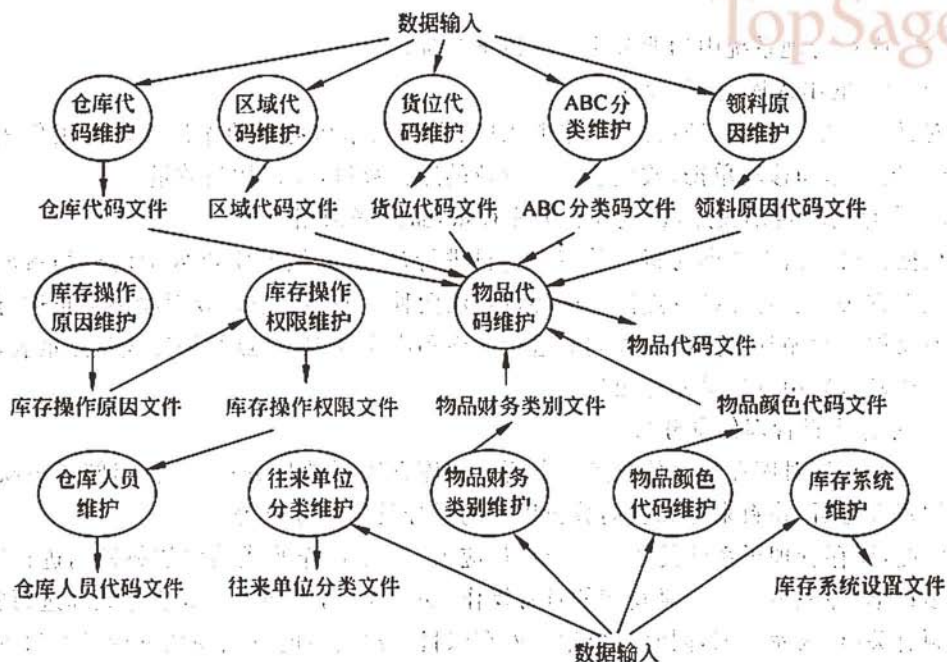 TopSage
数据输入
仓库代
码维护
区域代
码维护
货位代
码维护
ABC分
类维护
领料原
因维护
仓库代码文件
区域代码文件
货位代码文件
ABC分类码文件
领料原因代码文件
库存操作
原因维护
库存操作
权限维护
物品代
码维护
物品代码文件
库存操作原因文件
库存操作权限文件
物品财务类别文件
物品颜色代码文件
仓库人员
维护
往来单位
分类维护
物品财务
类别维护
物品颜色
代码维护
库存系统
维护
仓库人员代码文件
往来单位分类文件
库存系统设置文件
数据输入